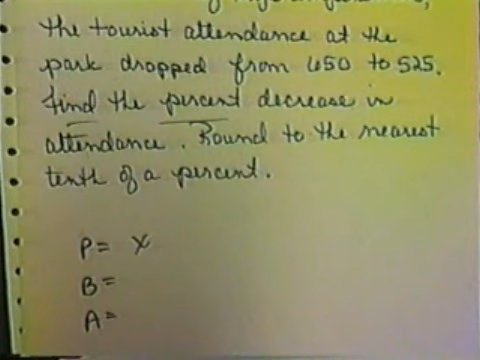 the tourist attendance at the
park dropped from 650 to 525.
Find the percent decrease in
attendance. Round to the nearest
tenth of a percent.
P= X
B=
A=